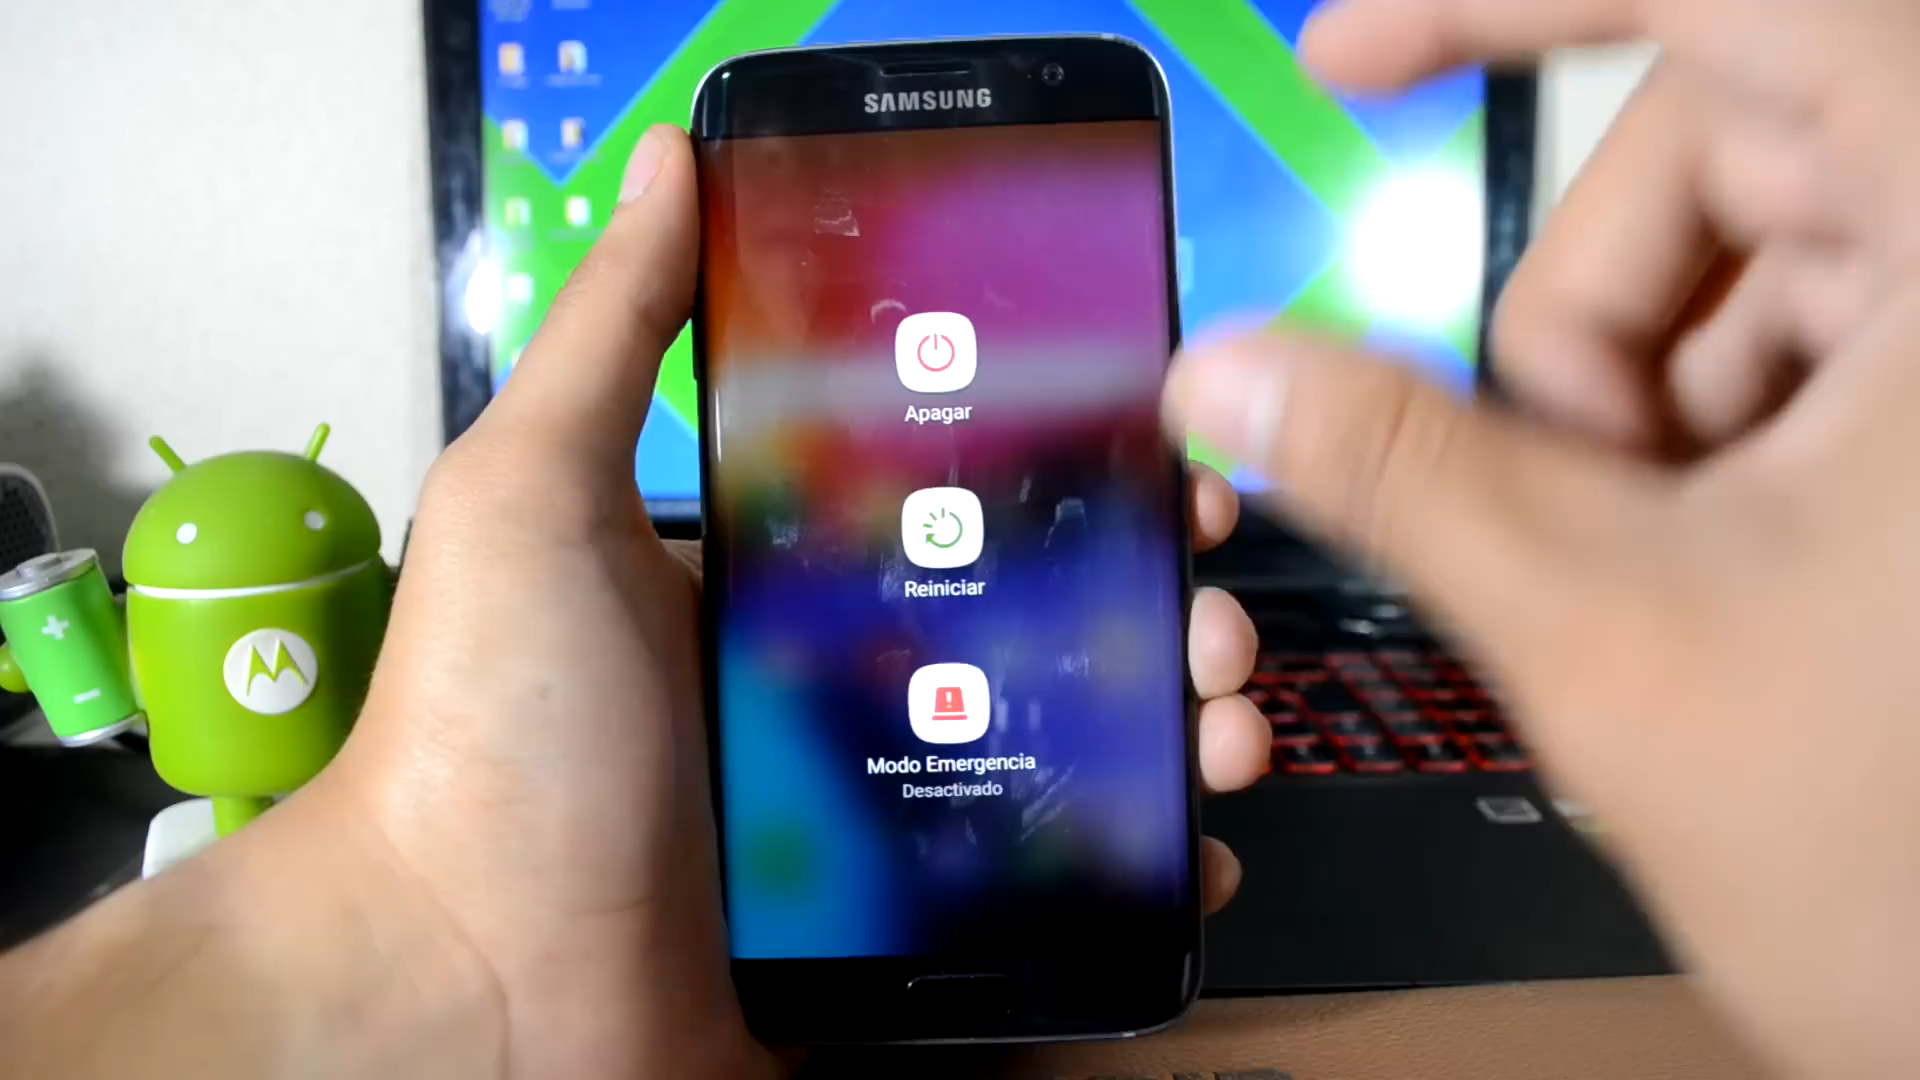 SAMSUNG
Apagar
Reiniciar
Modo Emergencia
Desactivado